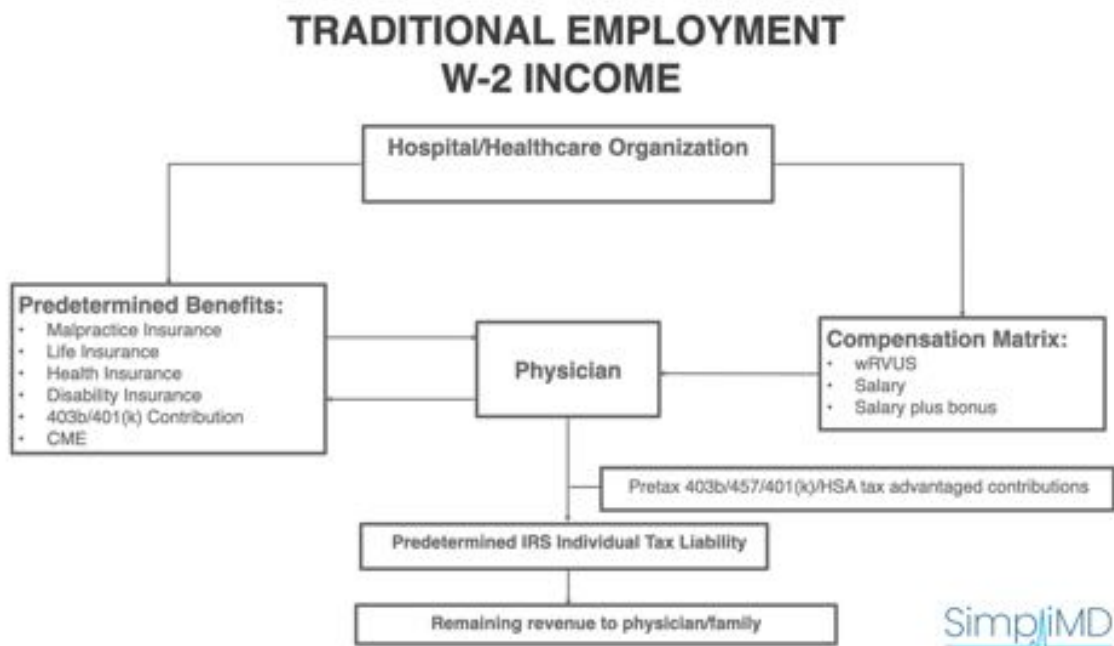 TRADITIONAL EMPLOYMENT
W-2 INCOME
Hospital/Healthcare Organization
Predetermined Benefits:
• Malpractice Insurance
• Life Insurance
• Health Insurance
• Disability Insurance
• 403b/401(k) Contribution
• CME
Physician
Compensation Matrix:
• wRVUS
• Salary
• Salary plus bonus
Pretax 403b/457/401(k)/HSA tax advantaged contributions
Predetermined IRS Individual Tax Liability
Remaining revenue to physician/family
SimpliMD